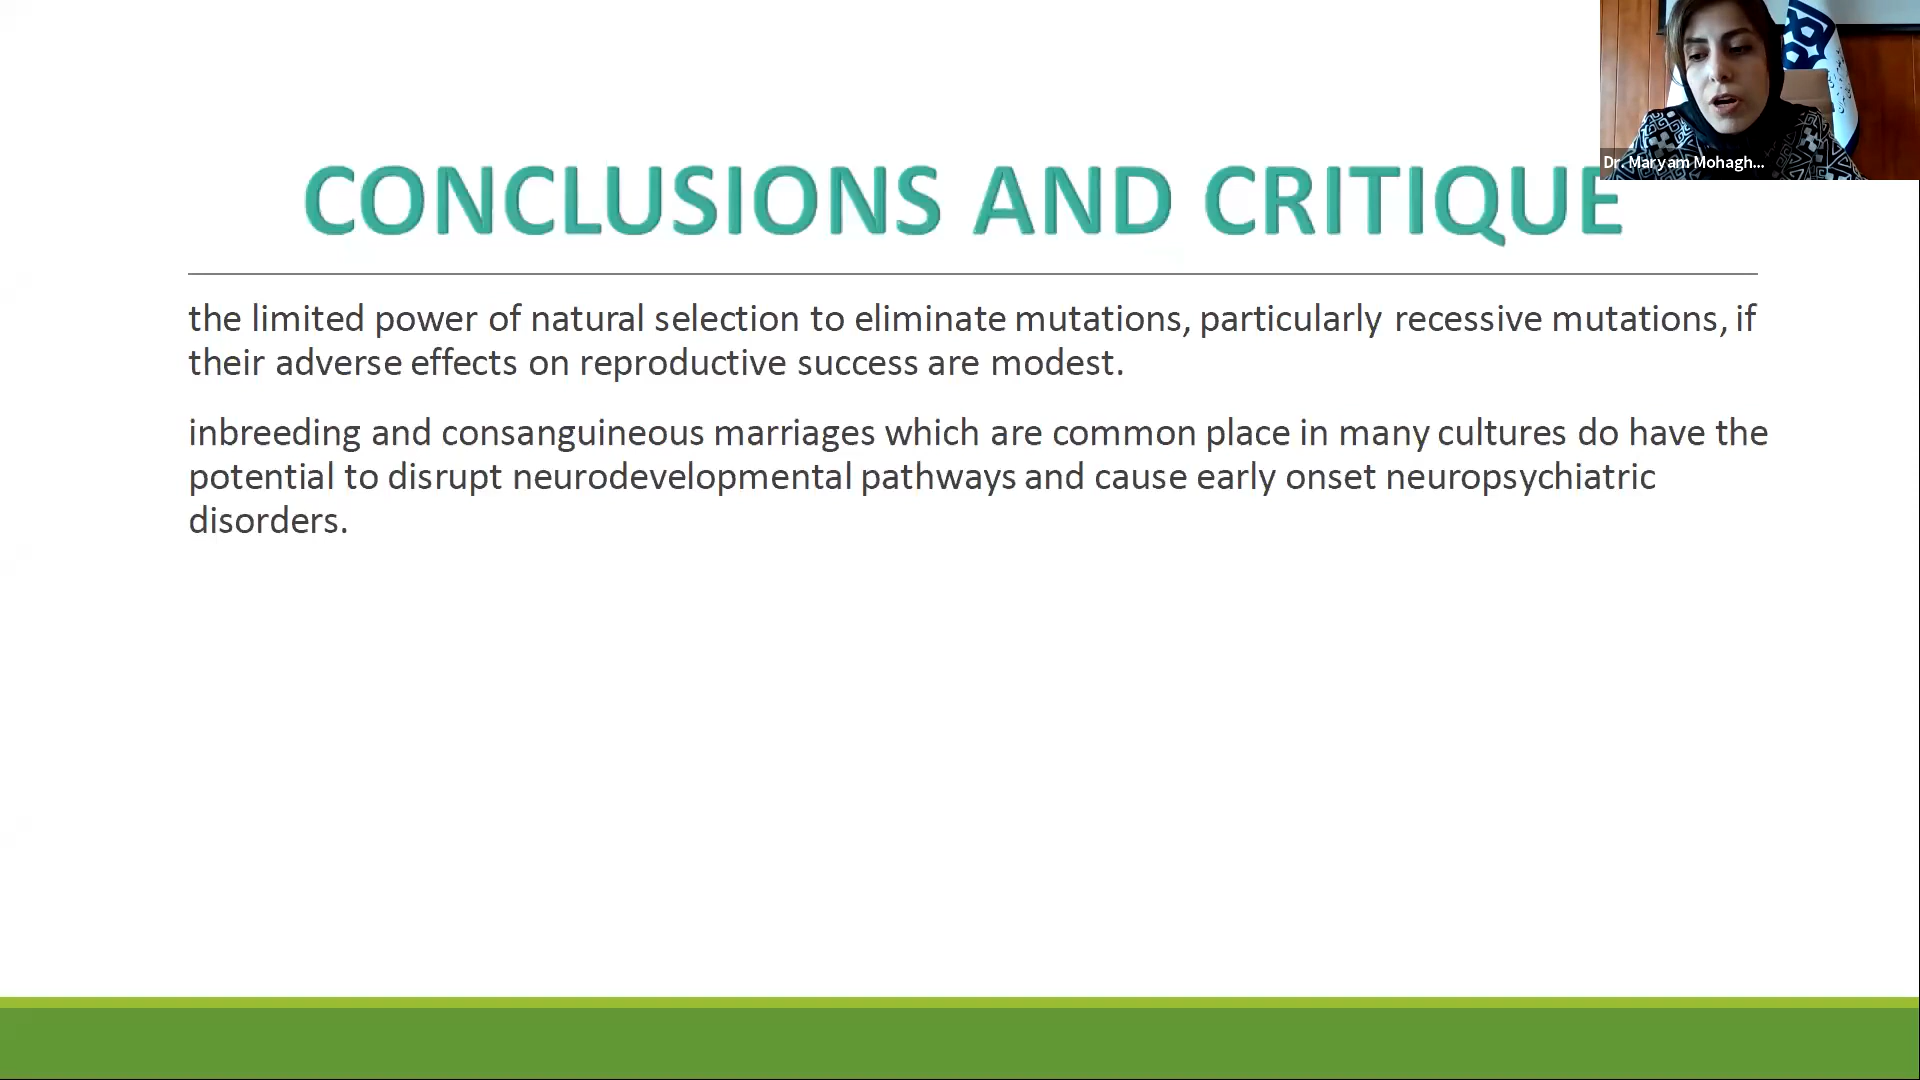 Dr. Maryam Mohagh...
CONCLUSIONS AND CRITIQUE
the limited power of natural selection to eliminate mutations, particularly recessive mutations, if
their adverse effects on reproductive success are modest.
inbreeding and consanguineous marriages which are common place in many cultures do have the
potential to disrupt neurodevelopmental pathways and cause early onset neuropsychiatric
disorders.